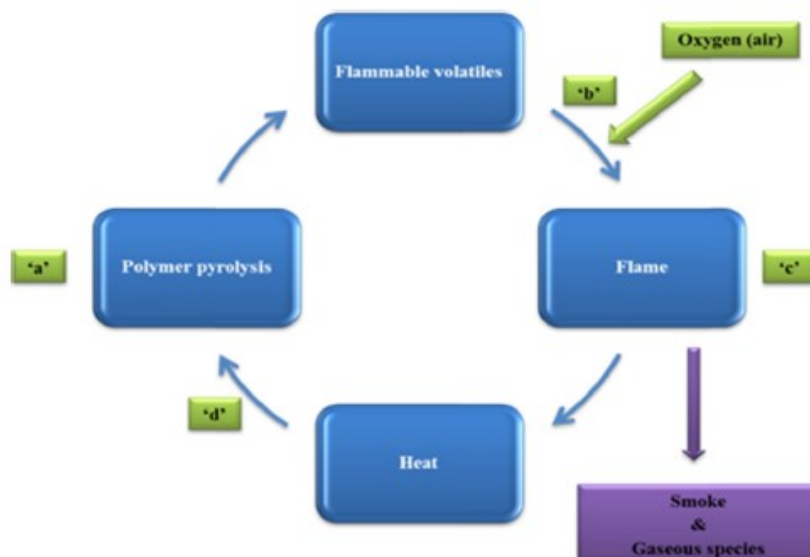 Flammable volatiles
Oxygen (air)
‘b’
‘a’
Polymer pyrolysis
Flame
‘c’
‘d’
Heat
Smoke
&
Gaseous species